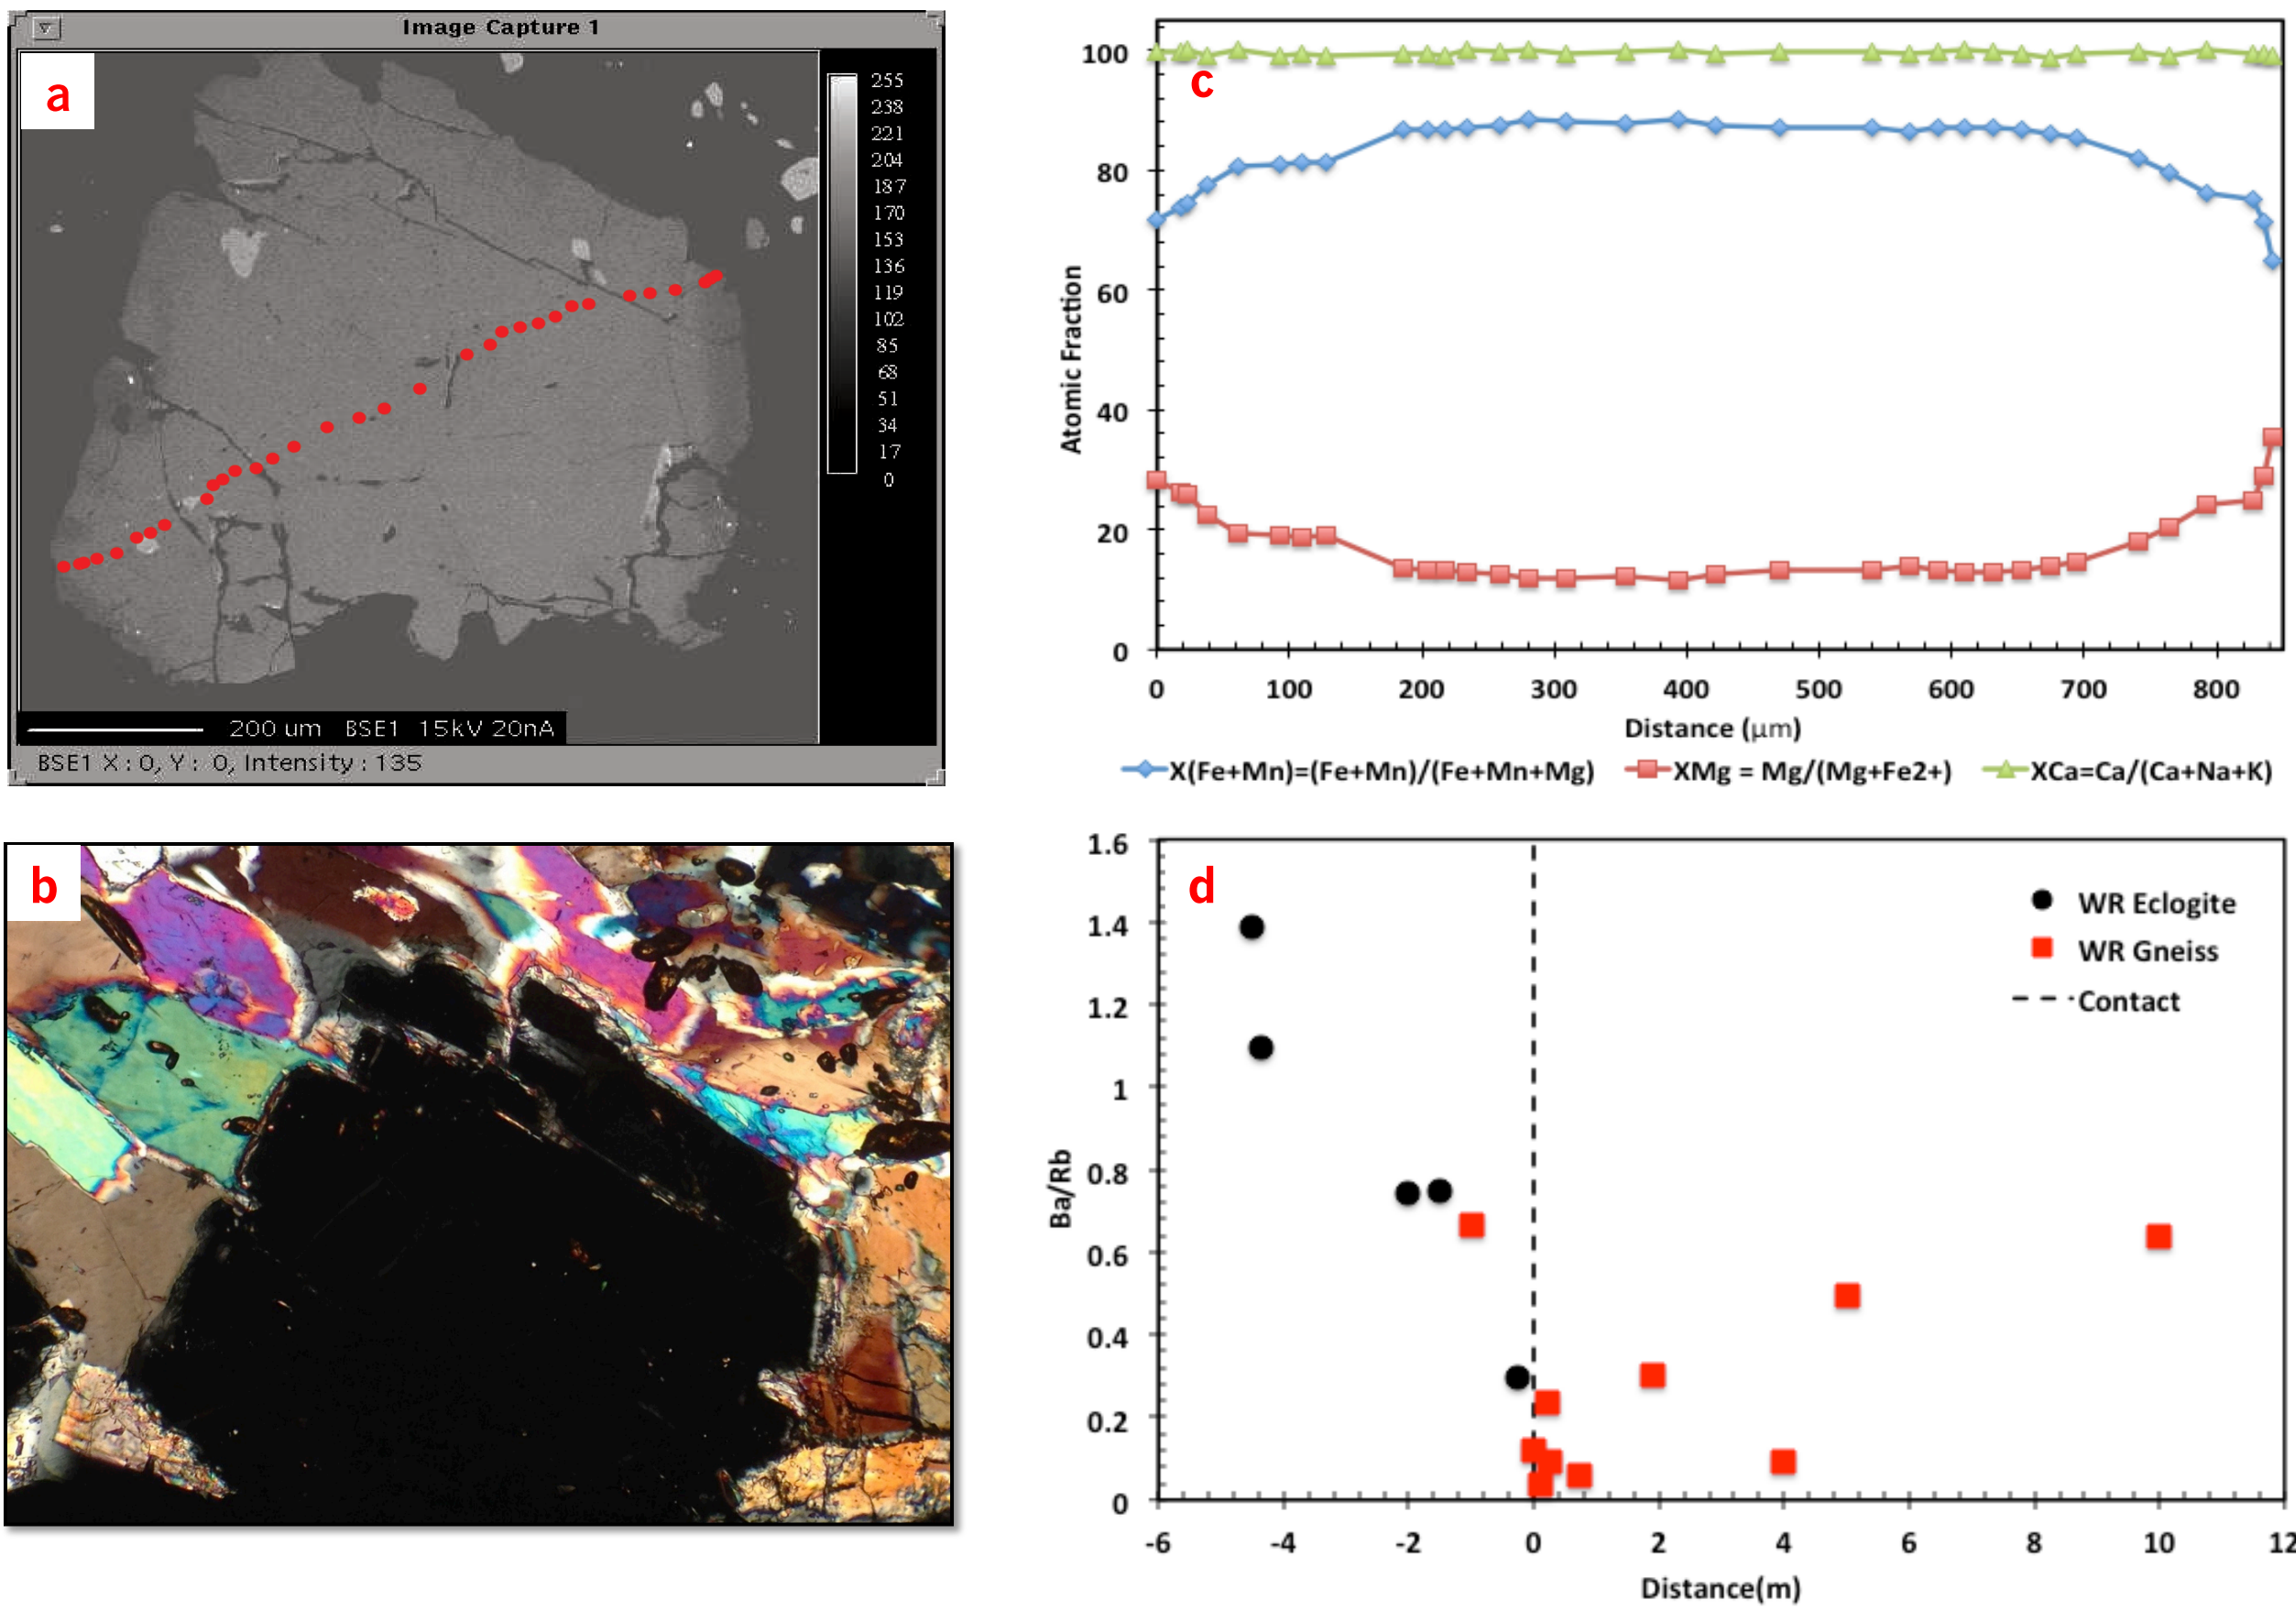 Image Capture 1
a
255
238
221
204
187
170
153
136
119
102
85
68
51
34
17
0
200 um BSE1 15kV 20nA
BSE1 X : 0, Y : 0, Intensity : 135
c
Atomic Fraction
100
80
60
40
20
0
0 100 200 300 400 500 600 700 800
Distance (µm)
X(Fe+Mn)=(Fe+Mn)/(Fe+Mn+Mg) XMg = Mg/(Mg+Fe2+) XCa=Ca/(Ca+Na+K)
b
d
Ba/Rb
1.6
1.4
1.2
1
0.8
0.6
0.4
0.2
0
WR Eclogite
WR Gneiss
Contact
-6 -4 -2 0 2 4 6 8 10 12
Distance(m)